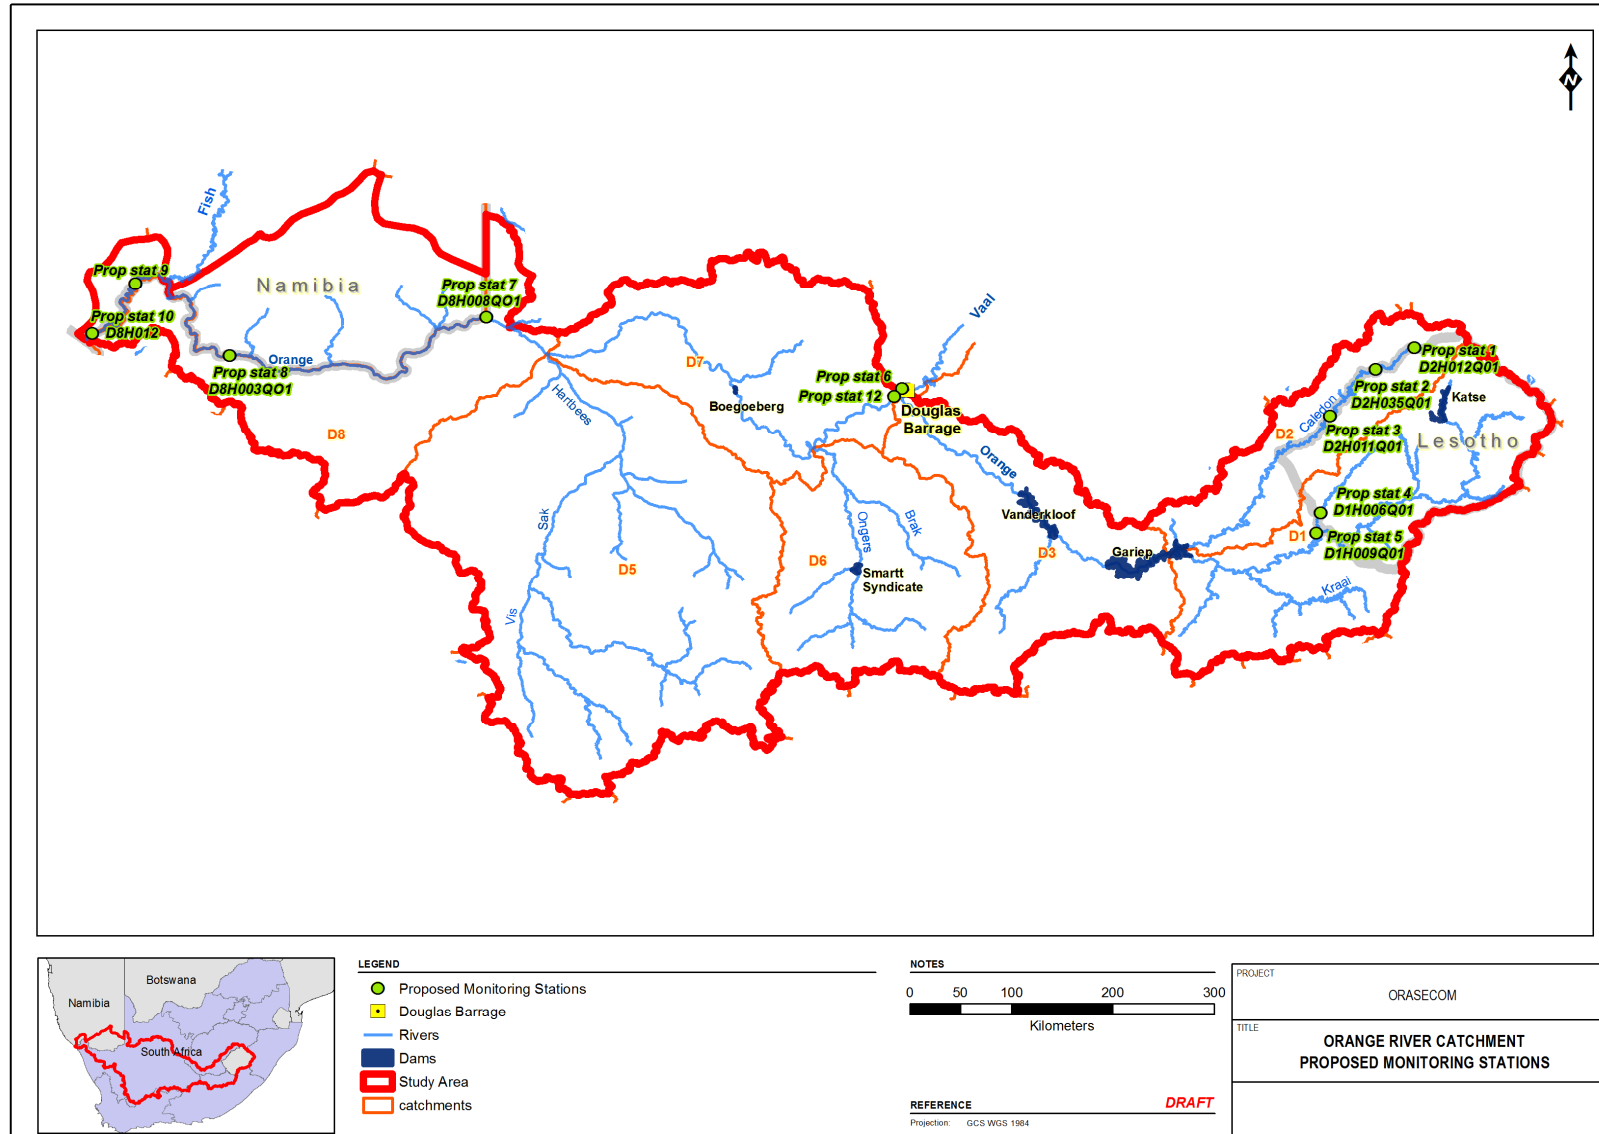 N
Fish
Prop stat 9
Namibia
Prop stat 7
D8H008QO1
Prop stat 10
D8H012
Orange
Prop stat 8
D8H003QO1
D8
Hartbees
D7
Boegoeberg
Vaal
Prop stat 6
Prop stat 12
Douglas
Barrage
Orange
Prop stat 1
D2H012Q01
Prop stat 2
D2H035Q01
Katse
Caledon
Prop stat 3
D2H011Q01
D2
Lesotho
Prop stat 4
D1H006Q01
Prop stat 5
D1H009Q01
D1
Vanderkloof
Gariep
D3
Kraai
Sak
Ongers
Brak
D5
D6
Smartt
Syndicate
Vis
Botswana
Namibia
South Africa
LEGEND
Proposed Monitoring Stations
Douglas Barrage
Rivers
Dams
Study Area
catchments
NOTES
0 50 100 200 300
Kilometers
REFERENCE
DRAFT
Projection: GCS WGS 1984
PROJECT
ORASECOM
TITLE
ORANGE RIVER CATCHMENT
PROPOSED MONITORING STATIONS